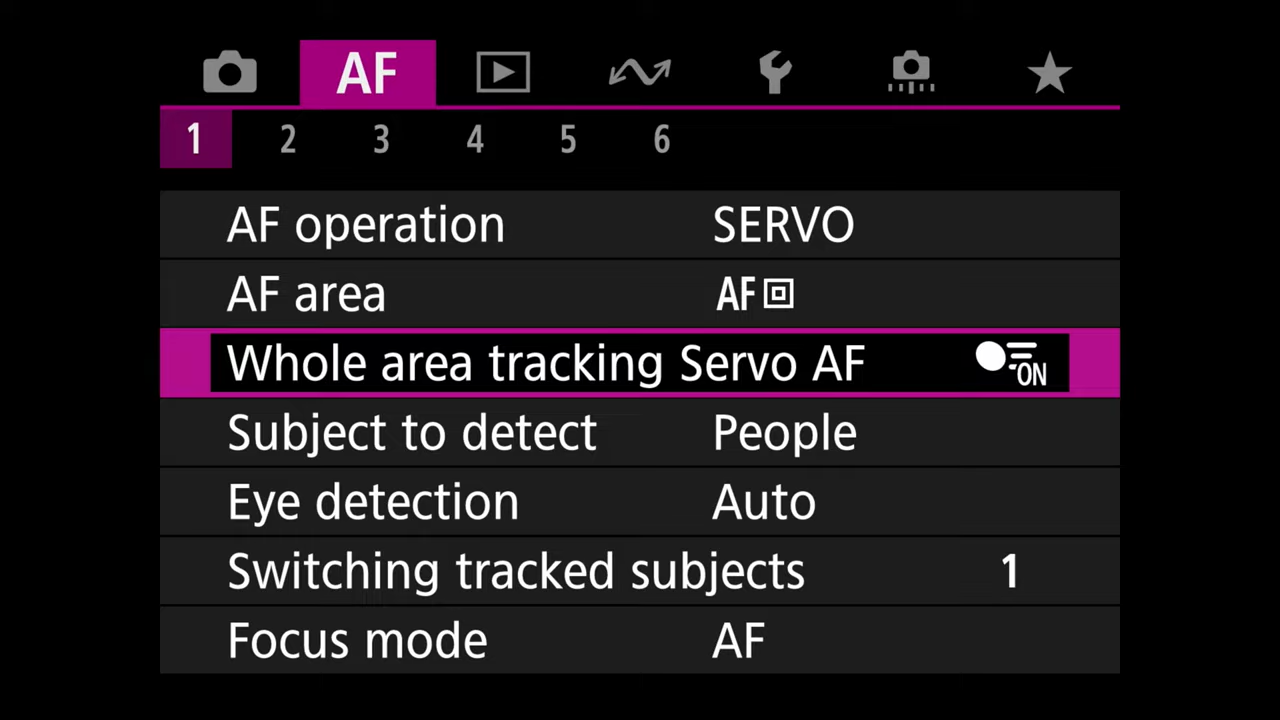 AF
1 2 3 4 5 6
AF operation SERVO
AF area AF
Whole area tracking Servo AF ON
Subject to detect People
Eye detection Auto
Switching tracked subjects 1
Focus mode AF